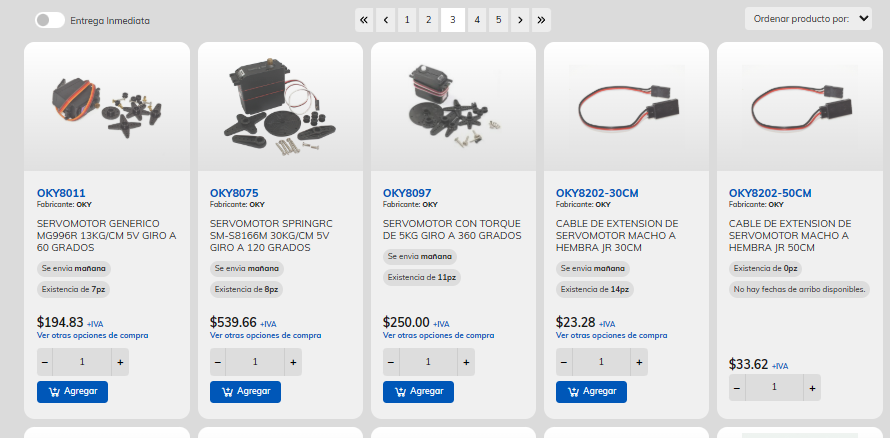 Entrega Inmediata
« ‹ 1 2 3 4 5 › »
Ordenar producto por:
OKY8011
Fabricante: OKY
SERVOMOTOR GENERICO
MG996R 13KG/CM 5V GIRO A
60 GRADOS
Se envia mañana
Existencia de 7pz
$194.83 +IVA
Ver otras opciones de compra
− 1 +
Agregar
OKY8075
Fabricante: OKY
SERVOMOTOR SPRINGRC
SM-S8166M 30KG/CM 5V
GIRO A 120 GRADOS
Se envia mañana
Existencia de 8pz
$539.66 +IVA
Ver otras opciones de compra
− 1 +
Agregar
OKY8097
Fabricante: OKY
SERVOMOTOR CON TORQUE
DE 5KG GIRO A 360 GRADOS
Se envia mañana
Existencia de 11pz
$250.00 +IVA
Ver otras opciones de compra
− 1 +
Agregar
OKY8202-30CM
Fabricante: OKY
CABLE DE EXTENSION DE
SERVOMOTOR MACHO A
HEMBRA JR 30CM
Se envia mañana
Existencia de 14pz
$23.28 +IVA
Ver otras opciones de compra
− 1 +
Agregar
OKY8202-50CM
Fabricante: OKY
CABLE DE EXTENSION DE
SERVOMOTOR MACHO A
HEMBRA JR 50CM
Existencia de 0pz
No hay fechas de arribo disponibles.
$33.62 +IVA
− 1 +